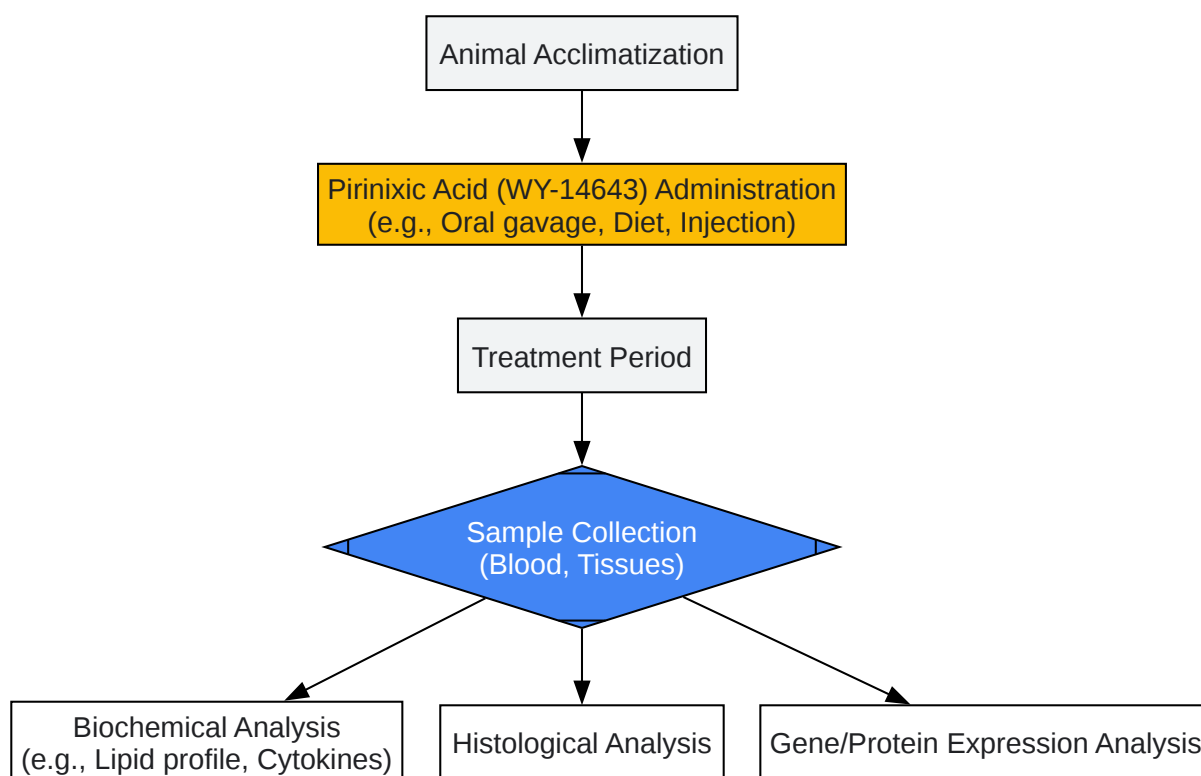 Animal Acclimatization
Pirinixic Acid (WY-14643) Administration
(e.g., Oral gavage, Diet, Injection)
Treatment Period
Sample Collection
(Blood, Tissues)
Biochemical Analysis
(e.g., Lipid profile, Cytokines)
Histological Analysis
Gene/Protein Expression Analysis